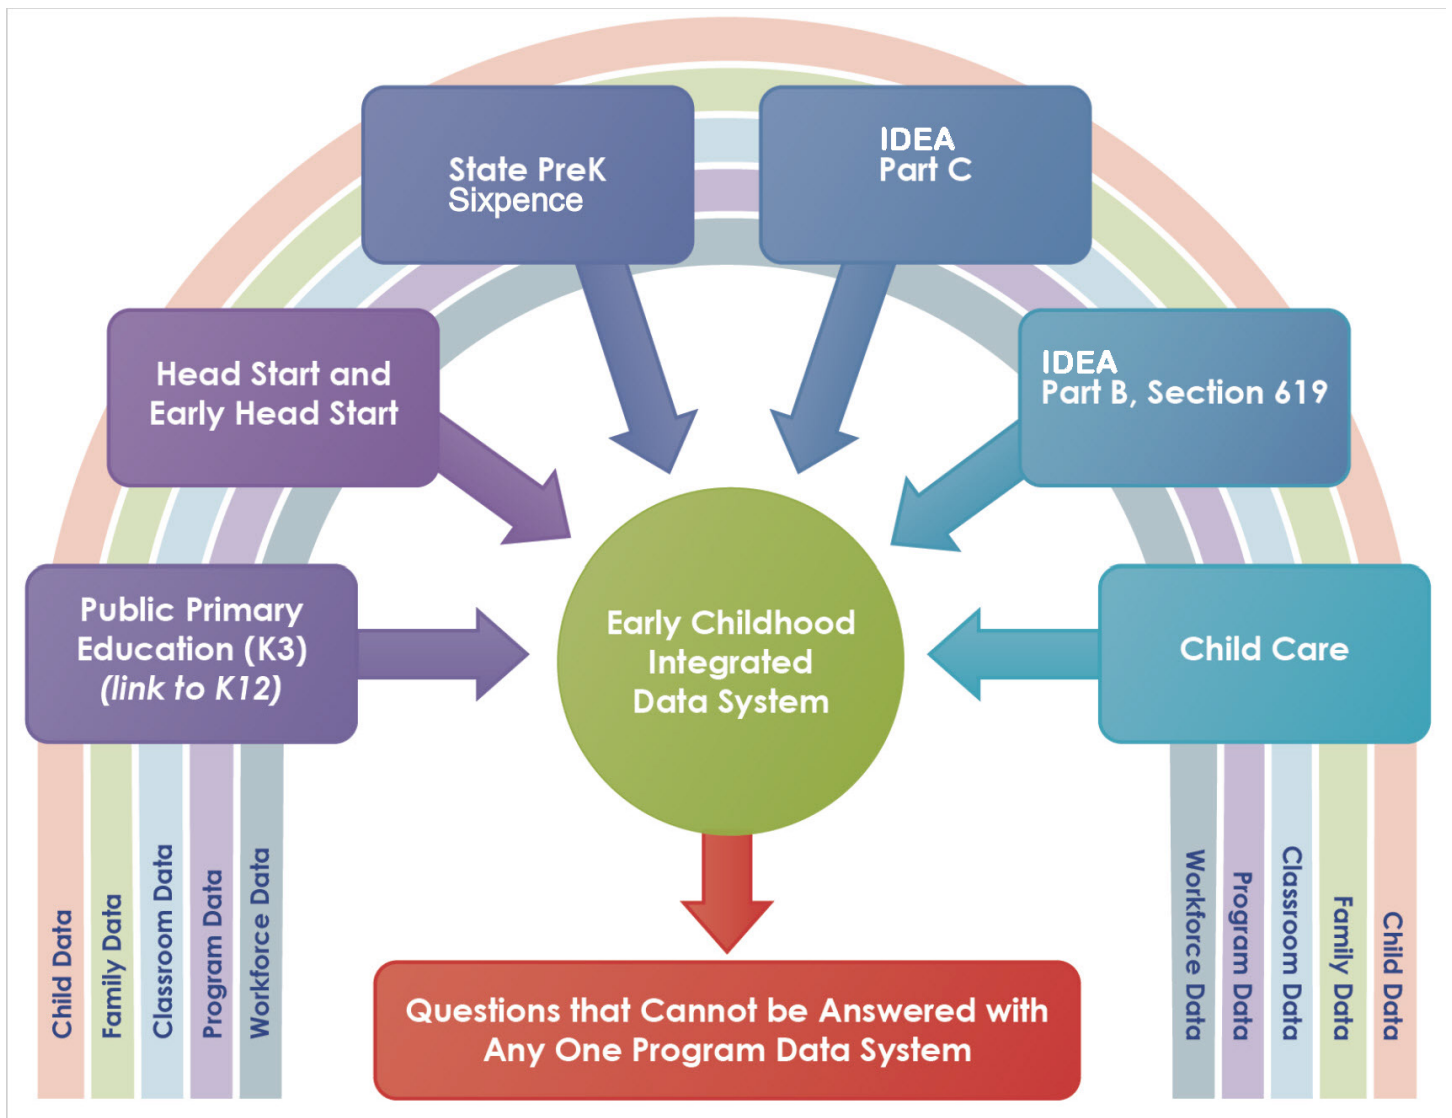 State PreK
Sixpence
IDEA
Part C
Head Start and
Early Head Start
IDEA
Part B, Section 619
Public Primary
Education (K3)
(link to K12)
Early Childhood
Integrated
Data System
Child Care
Child Data
Family Data
Classroom Data
Program Data
Workforce Data
Workforce Data
Program Data
Classroom Data
Family Data
Child Data
Questions that Cannot be Answered with
Any One Program Data System